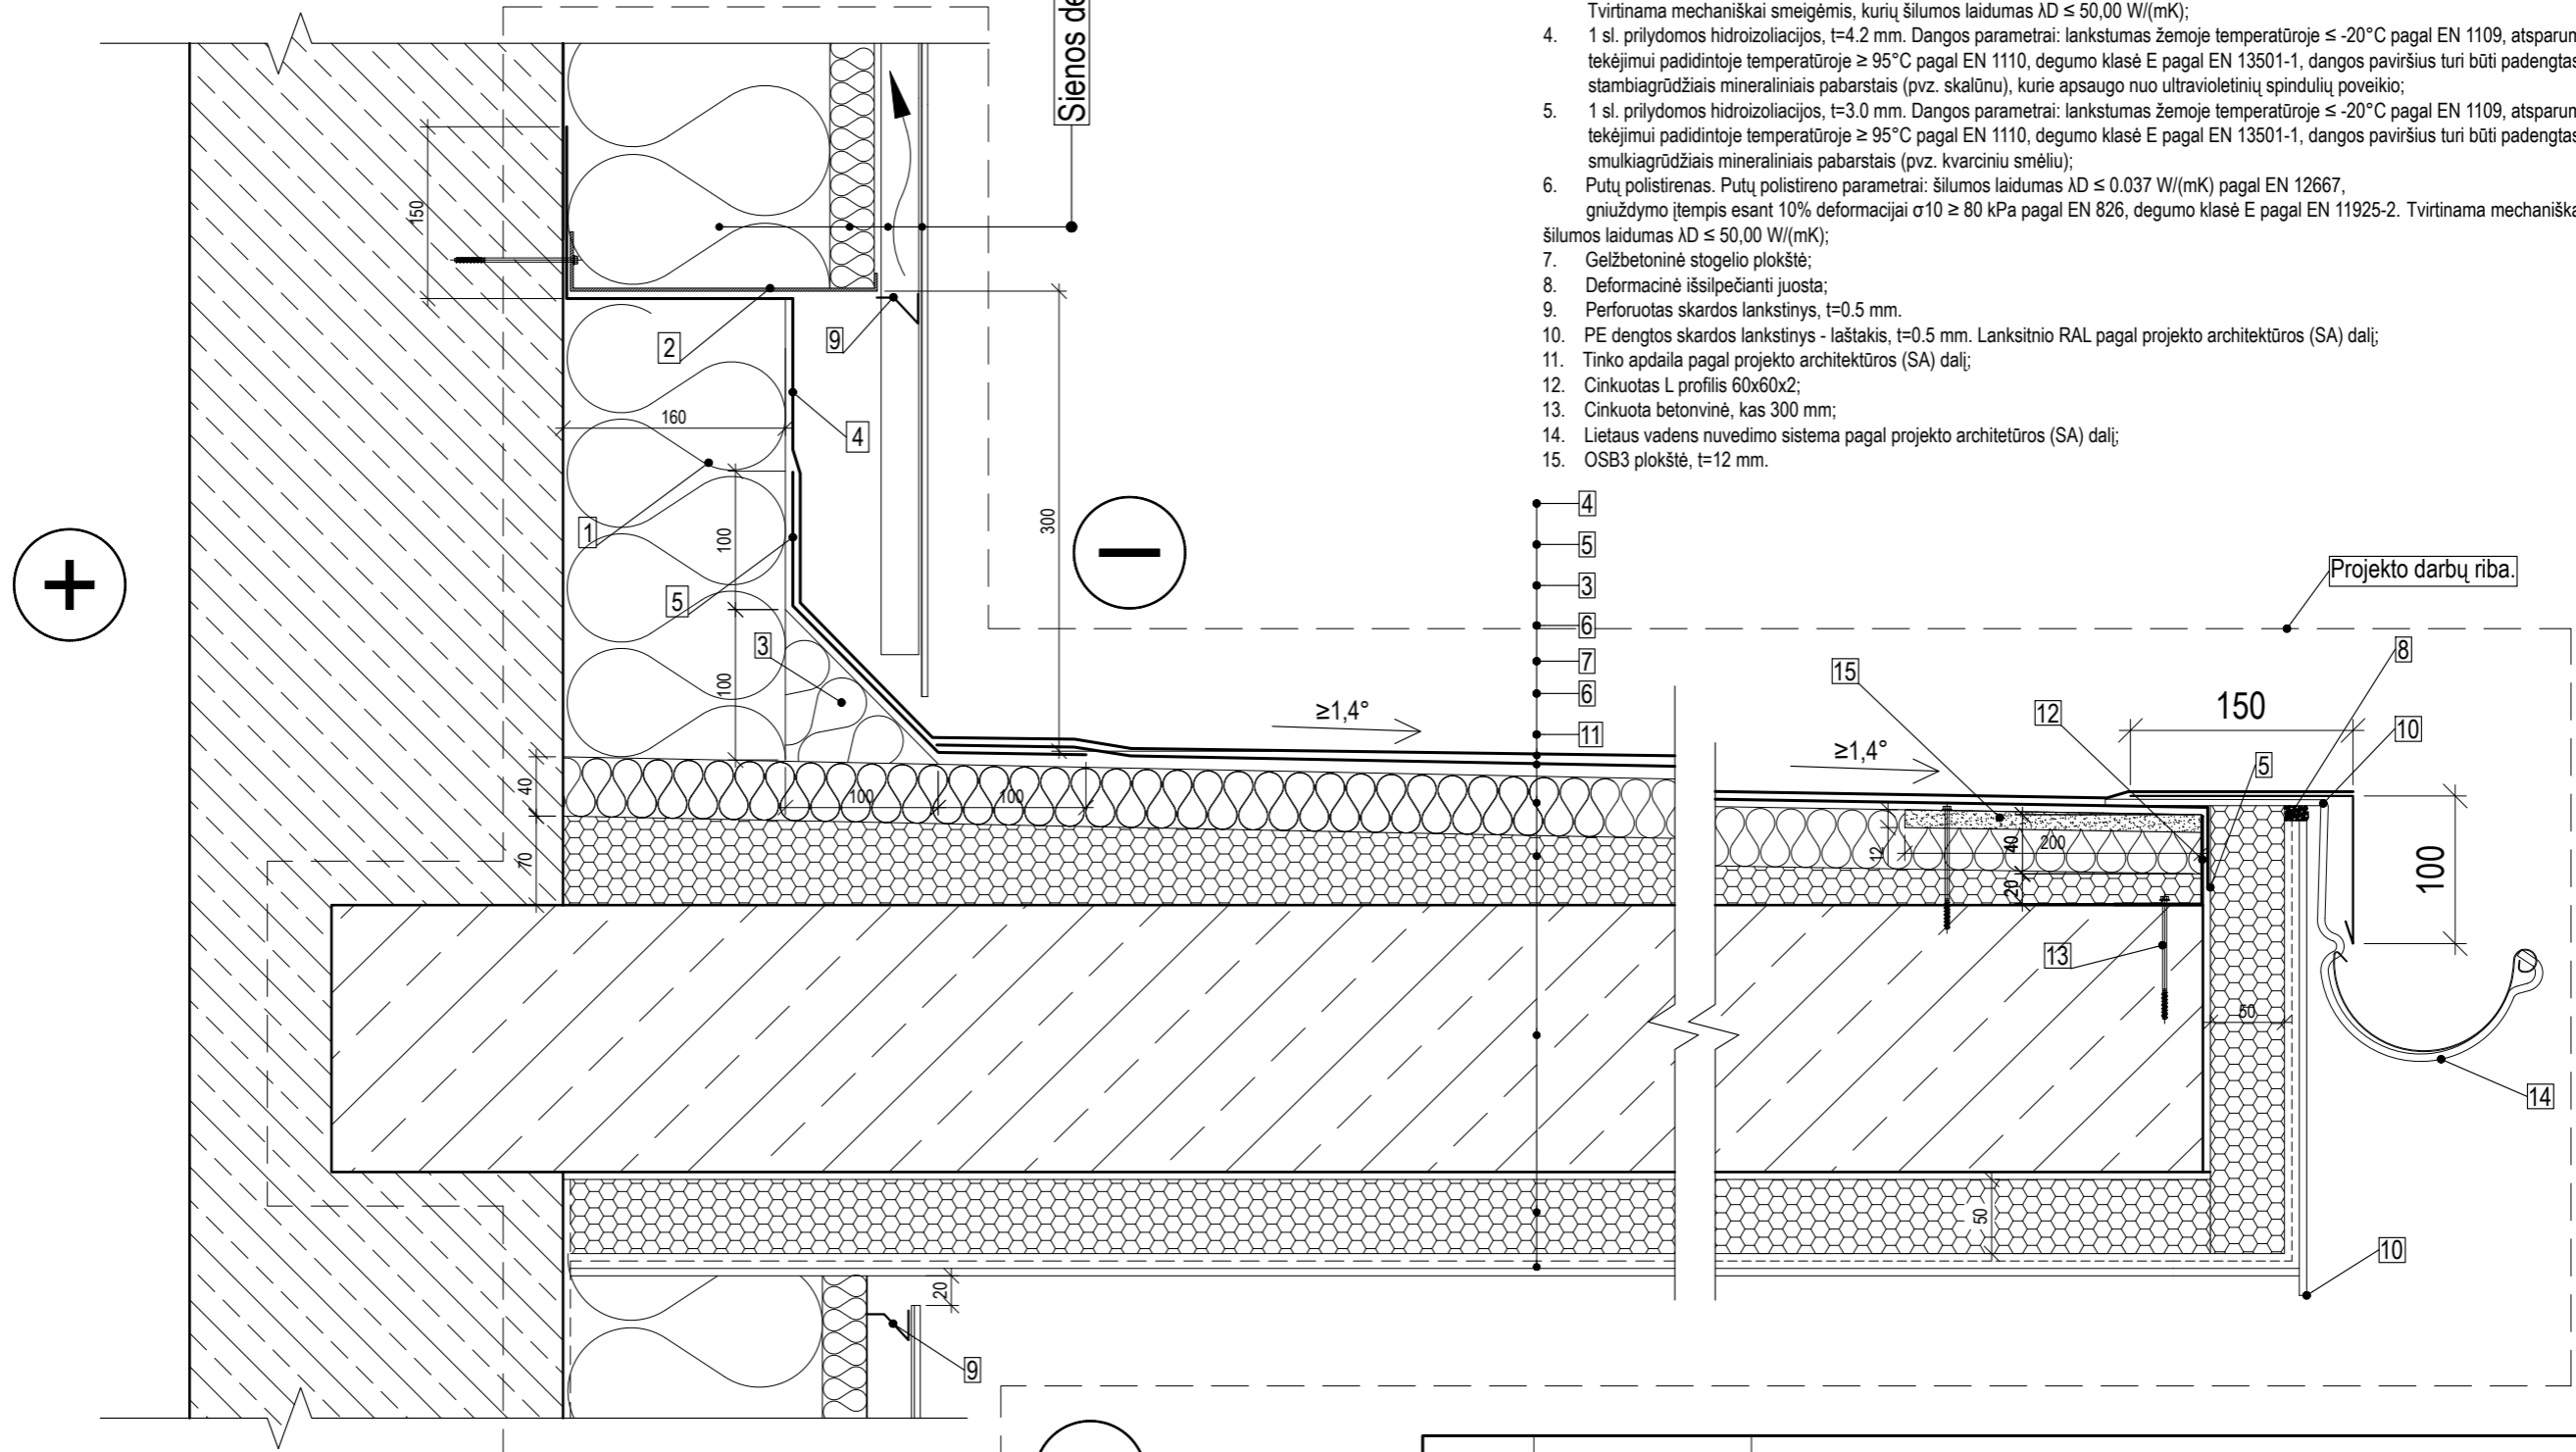 Tvirtinama mechaniškai smeigėmis, kurių šilumos laidumas λD ≤ 50,00 W/(mK);
4. 1 sl. prilydomos hidroizoliacijos, t=4.2 mm. Dangos parametrai: lankstumas žemoje temperatūroje ≤ -20°C pagal EN 1109,
tekėjimui padidintoje temperatūroje ≥ 95°C pagal EN 1110, degumo klasė E pagal EN 13501-1, dangos paviršius turi būti padengtas
stambiagrūdžiais mineraliniais pabarstais (pvz. skalūnu), kurie apsaugo nuo ultravioletinių spindulių poveikio;
5. 1 sl. prilydomos hidroizoliacijos, t=3.0 mm. Dangos parametrai: lankstumas žemoje temperatūroje ≤ -20°C pagal EN 1109,
tekėjimui padidintoje temperatūroje ≥ 95°C pagal EN 1110, degumo klasė E pagal EN 13501-1, dangos paviršius turi būti padengtas
smulkiagrūdžiais mineraliniais pabarstais (pvz. kvarciniu smėliu);
6. Putų polistirenas. Putų polistireno parametrai: šilumos laidumas λD ≤ 0.037 W/(mK) pagal EN 12667,
gniuždymo įtempis esant 10% deformacijai σ10 ≥ 80 kPa pagal EN 826, degumo klasė E pagal EN 11925-2. Tvirtinama
šilumos laidumas λD ≤ 50,00 W/(mK);
7. Gelžbetoninė stogelio plokštė;
8. Deformacinė išsilpečianti juosta;
9. Perforuotas skardos lankstinys, t=0.5 mm.
10. PE dengtos skardos lankstinys - laštakis, t=0.5 mm. Lanksitnio RAL pagal projekto architektūros (SA) dalį;
11. Tinko apdaila pagal projekto architektūros (SA) dalį;
12. Cinkuotas L profilis 60x60x2;
13. Cinkuota betonvinė, kas 300 mm;
14. Lietaus vadens nuvedimo sistema pagal projekto architetūros (SA) dalį;
15. OSB3 plokštė, t=12 mm.
Sienos
150
2
9
160
4
1
100
5
300
3
100
+
−
4
5
3
6
7
6
11
Projekto darbų riba.
8
15
12
150
10
≥1,4°
≥1,4°
5
40
100
100
70
12
40
200
20
100
13
50
14
50
10
20
9